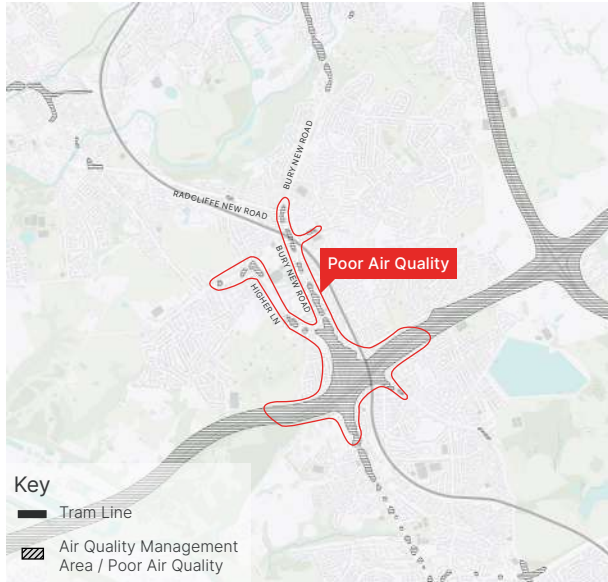 BURY NEW ROAD
RADCLIFFE NEW ROAD
BURY NEW ROAD
Poor Air Quality
HIGHER LN
Key
Tram Line
Air Quality Management
Area / Poor Air Quality